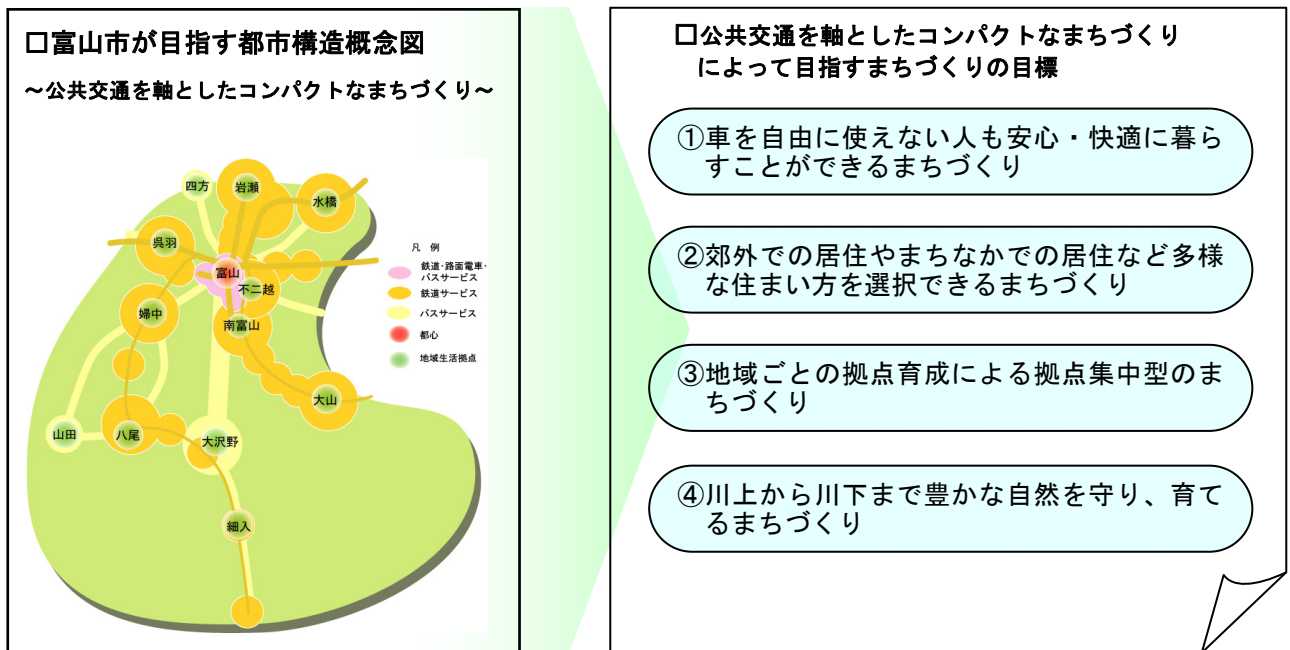 □富山市が目指す都市構造概念図
～公共交通を軸としたコンパクトなまちづくり～
四方
岩瀬
水橋
呉羽
富山
不二越
婦中
南富山
大山
山田
八尾
大沢野
細入
凡 例
鉄道・路面電車・
バスサービス
鉄道サービス
バスサービス
都心
地域生活拠点
□公共交通を軸としたコンパクトなまちづくり
によって目指すまちづくりの目標
①車を自由に使えない人も安心・快適に暮ら
すことができるまちづくり
②郊外での居住やまちなかでの居住など多様
な住まい方を選択できるまちづくり
③地域ごとの拠点育成による拠点集中型のま
ちづくり
④川上から川下まで豊かな自然を守り、育て
るまちづくり